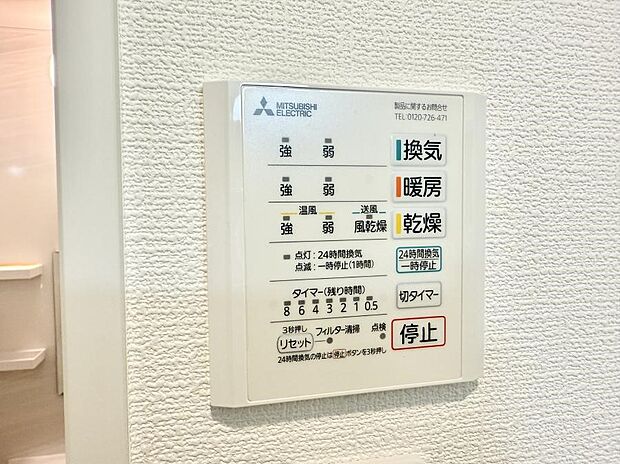 MITSUBISHI
ELECTRIC
製品に関するお問合せ
TEL:0120-726-471
強 弱 換気
強 弱 暖房
温風 送風
強 弱 風乾燥 乾燥
点灯:24時間換気
点滅:一時停止(1時間)
24時間換気
一時停止
タイマー(残り時間)
8 6 4 3 2 1 0.5
切タイマー
3秒押し
リセット フィルター清掃 点検
停止
24時間換気の停止は停止ボタンを3秒押し